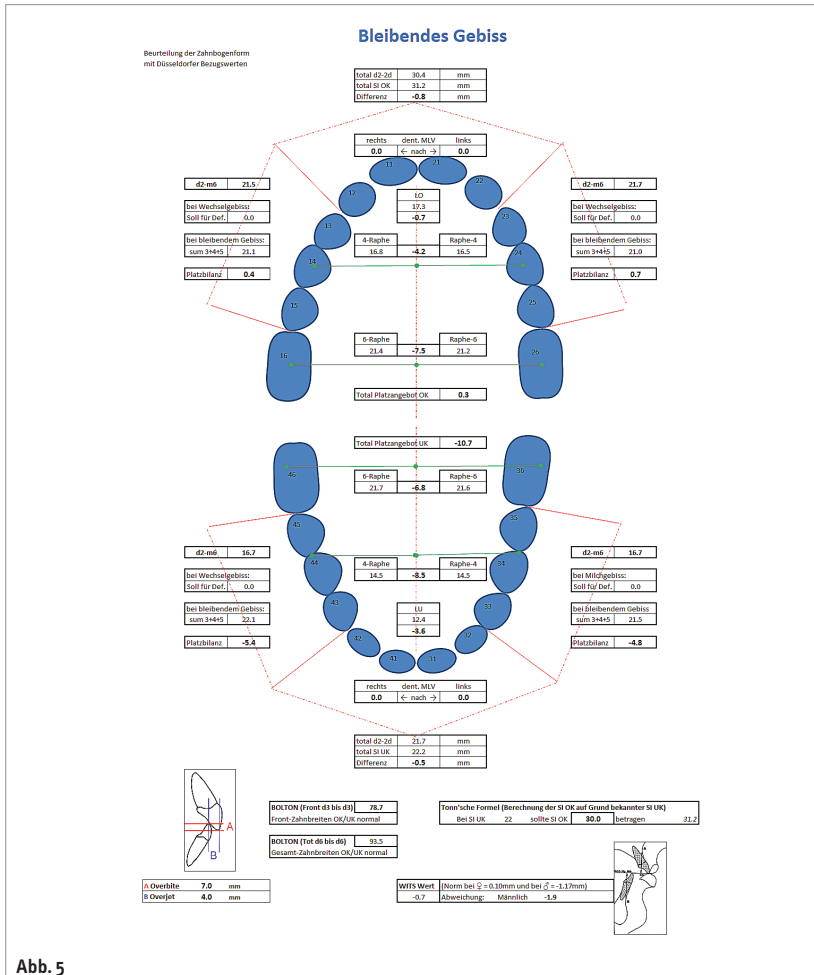 Bleibendes Gebiss
Beurteilung der Zahnbogenform
mit Düsseldorfer Bezugswerten
total d2-2d 30.4 mm
total SI OK 31.2 mm
Differenz -0.8 mm
rechts dent. MLV links
0.0 ← nach → 0.0
11 21
12 22
d2-m6 21.5
LO
17.3
-0.7
d2-m6 21.7
bei Wechselgebiss:
Soll für Def. 0.0
bei Wechselgebiss:
Soll für Def. 0.0
13 23
bei bleibendem Gebiss:
sum 3+4+5 21.1
4-Raphe Raphe-4
16.8 -4.2 16.5
bei bleibendem Gebiss:
sum 3+4+5 21.0
14 24
Platzbilanz 0.4
Platzbilanz 0.7
15 25
6-Raphe Raphe-6
21.4 -7.5 21.2
16 26
Total Platzangebot OK 0.3
Total Platzangebot UK -10.7
46 36
6-Raphe Raphe-6
21.7 -6.8 21.6
45 35
d2-m6 16.7
d2-m6 16.7
44 34
4-Raphe Raphe-4
14.5 -8.5 14.5
bei Wechselgebiss:
Soll für Def. 0.0
bei Milchgebiss:
Soll für Def. 0.0
43 33
bei bleibendem Gebiss:
sum 3+4+5 22.1
LU
12.4
-3.6
bei bleibendem Gebiss
sum 3+4+5 21.5
Platzbilanz -5.4
Platzbilanz -4.8
42 32
41 31
rechts dent. MLV links
0.0 ← nach → 0.0
total d2-2d 21.7 mm
total SI UK 22.2 mm
Differenz -0.5 mm
A
B
BOLTON (Front d3 bis d3) 78.7
Front-Zahnbreiten OK/UK normal
BOLTON (Tot d6 bis d6) 93.5
Gesamt-Zahnbreiten OK/UK normal
Tonn'sche Formel (Berechnung der SI OK auf Grund bekannter SI UK)
Bei SI UK 22 sollte SI OK 30.0 betragen 31.2
A Overbite 7.0 mm
B Overjet 4.0 mm
WITS Wert (Norm bei ♀ = 0.10mm und bei ♂ = -1.17mm)
-0.7 Abweichung: Männlich -1.9
Abb. 5